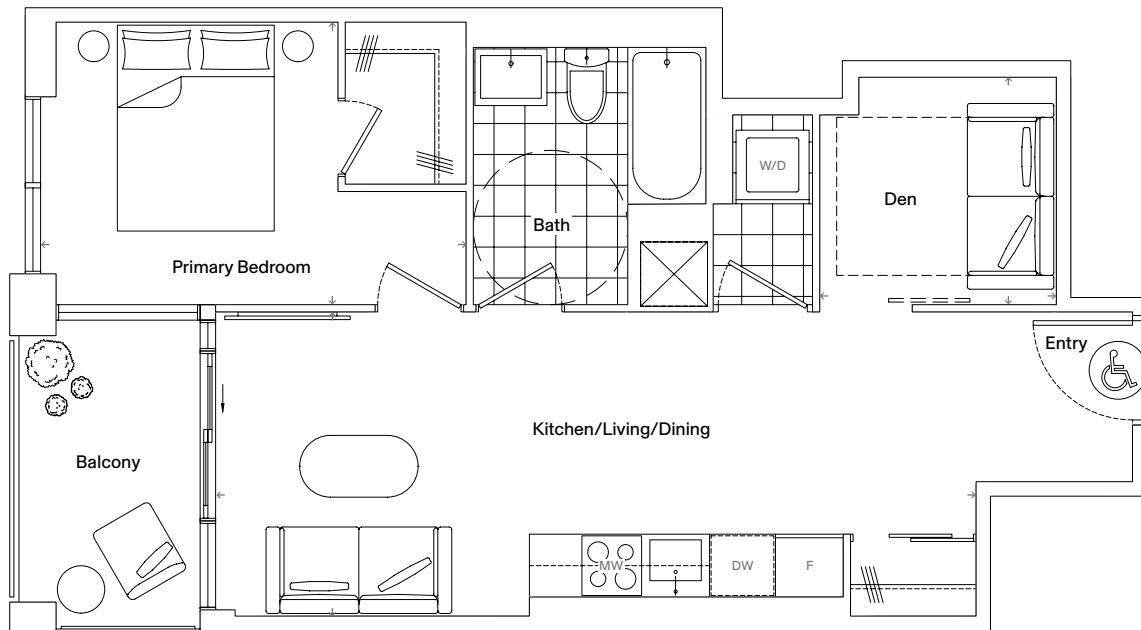 W/D
Den
Bath
Primary Bedroom
Entry
Kitchen/Living/Dining
Balcony
MW
DW
F